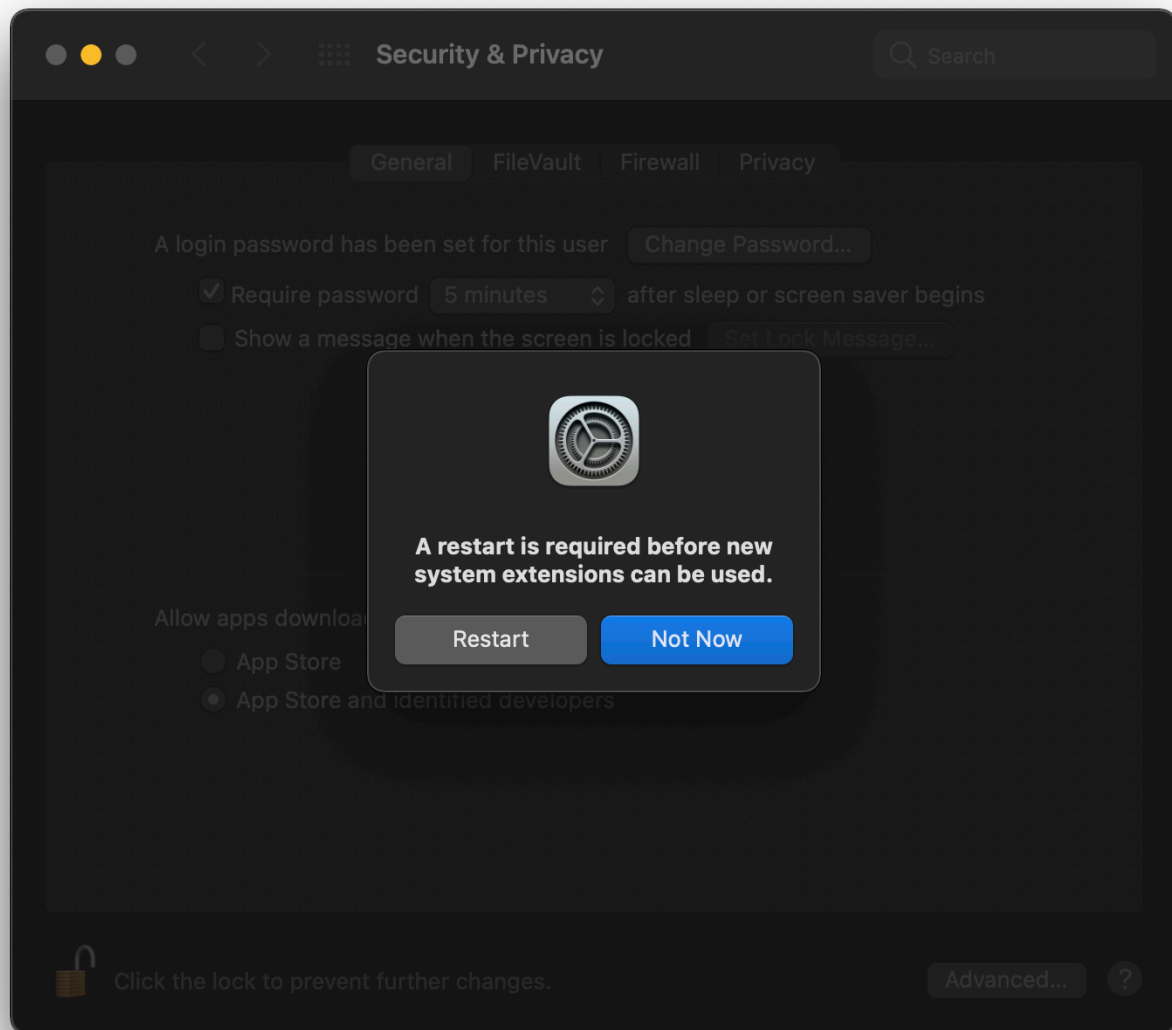 Security & Privacy
Search
General FileVault Firewall Privacy
A login password has been set for this user Change Password...
Require password 5 minutes after sleep or screen saver begins
Show a message when the screen is locked Set Lock Message...
A restart is required before new
system extensions can be used.
Restart Not Now
Allow apps downloa
App Store
App Store and identified developers
Click the lock to prevent further changes.
Advanced... ?